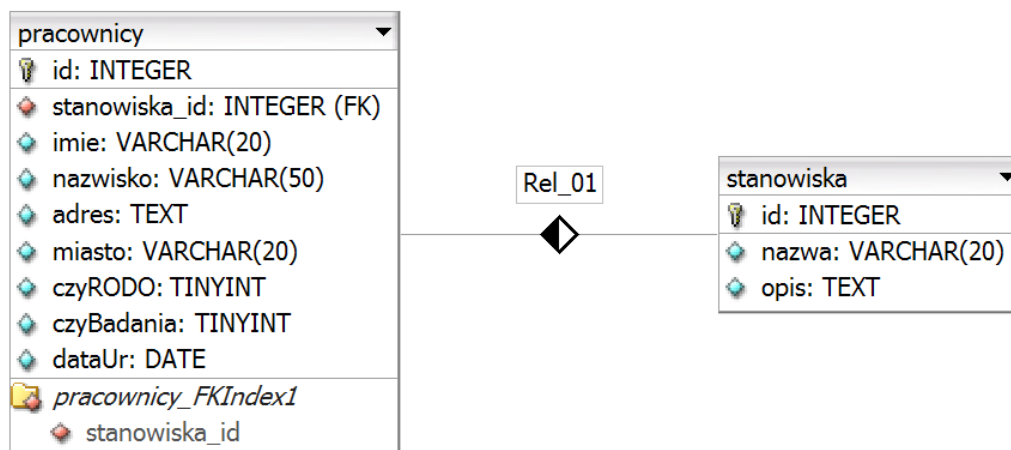 pracownicy
id: INTEGER
stanowiska_id: INTEGER (FK)
imie: VARCHAR(20)
nazwisko: VARCHAR(50)
adres: TEXT
miasto: VARCHAR(20)
czyRODO: TINYINT
czyBadania: TINYINT
dataUr: DATE
pracownicy_FKIndex1
stanowiska_id
Rel_01
stanowiska
id: INTEGER
nazwa: VARCHAR(20)
opis: TEXT